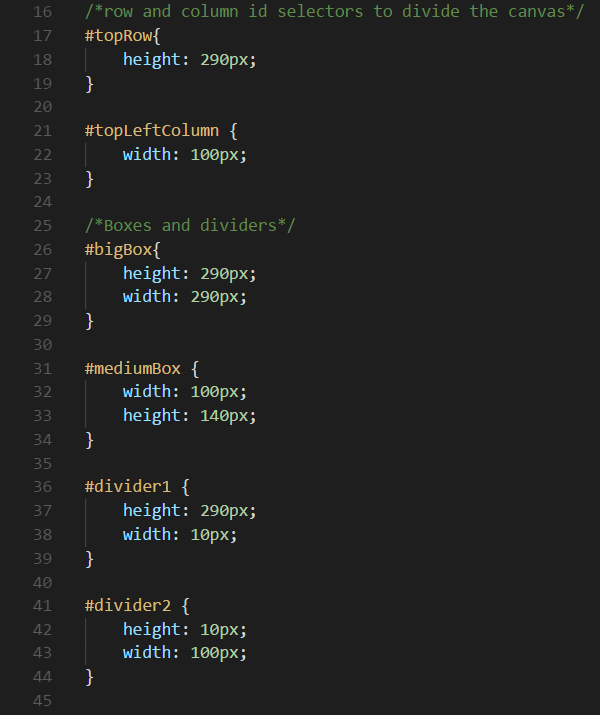 16 /*row and column id selectors to divide the canvas*/
17 #topRow{
18     height: 290px;
19 }
20
21 #topLeftColumn {
22     width: 100px;
23 }
24
25 /*Boxes and dividers*/
26 #bigBox{
27     height: 290px;
28     width: 290px;
29 }
30
31 #mediumBox {
32     width: 100px;
33     height: 140px;
34 }
35
36 #divider1 {
37     height: 290px;
38     width: 10px;
39 }
40
41 #divider2 {
42     height: 10px;
43     width: 100px;
44 }
45